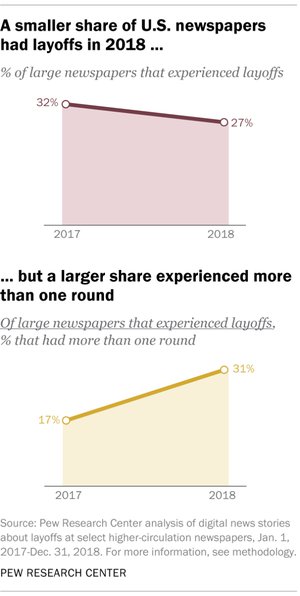 A smaller share of U.S. newspapers
had layoffs in 2018 ...
% of large newspapers that experienced layoffs
32%
27%
2017 2018
... but a larger share experienced more
than one round
Of large newspapers that experienced layoffs,
% that had more than one round
31%
17%
2017 2018
Source: Pew Research Center analysis of digital news stories
about layoffs at select higher-circulation newspapers, Jan. 1,
2017-Dec. 31, 2018. For more information, see methodology.
PEW RESEARCH CENTER